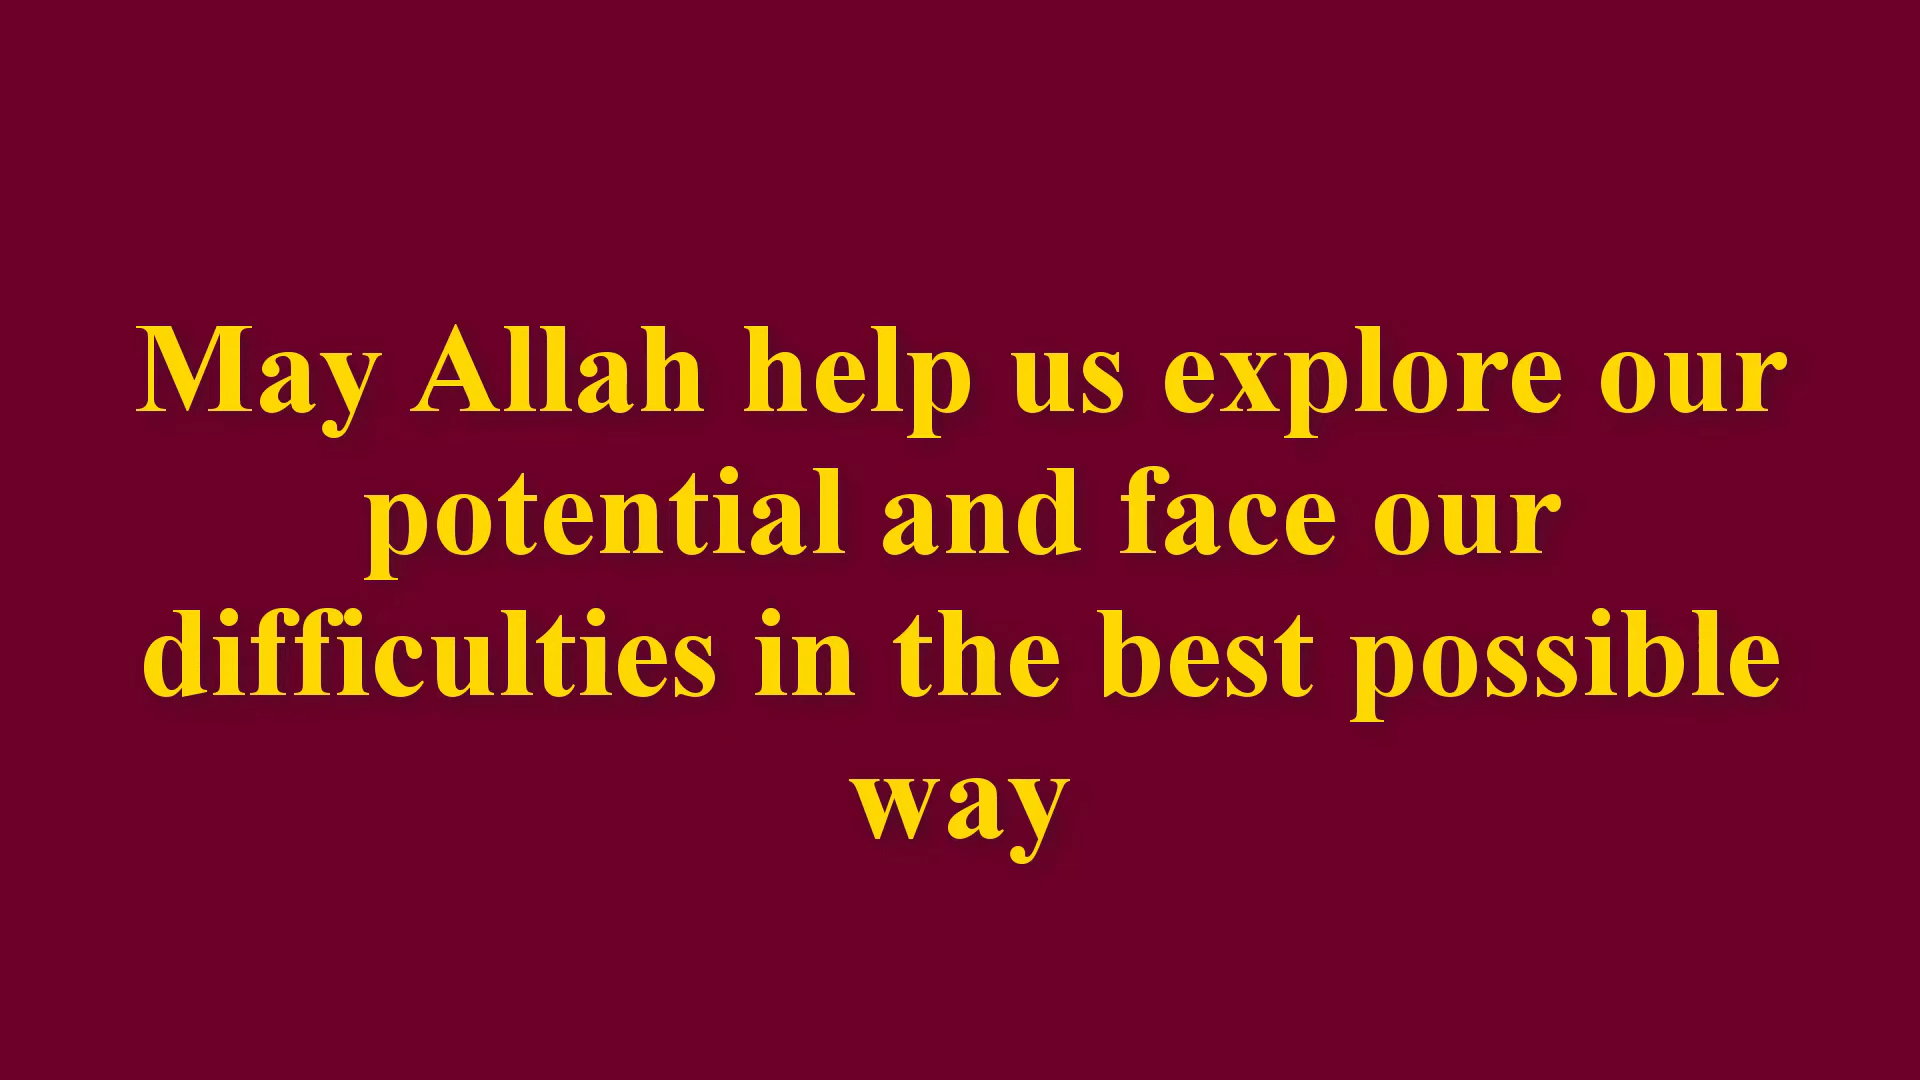 May Allah help us explore our
potential and face our
difficulties in the best possible
way